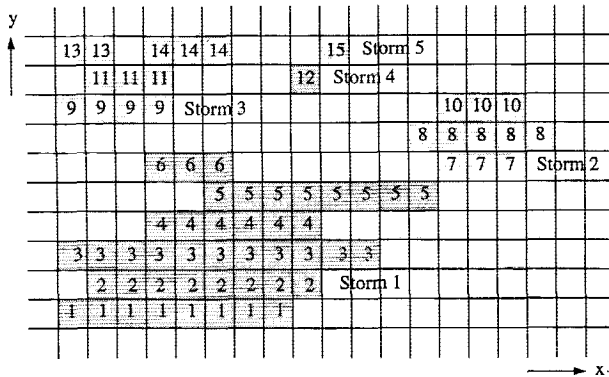 y
13 13 14 14 14 15 Storm 5
11 11 11 12 Storm 4
9 9 9 9 Storm 3 10 10 10
8 8 8 8 8
6 6 6 7 7 7 Storm 2
5 5 5 5 5 5 5 5
4 4 4 4 4 4
3 3 3 3 3 3 3 3 3 3 3
2 2 2 2 2 2 2 2 Storm 1
1 1 1 1 1 1 1 1
x